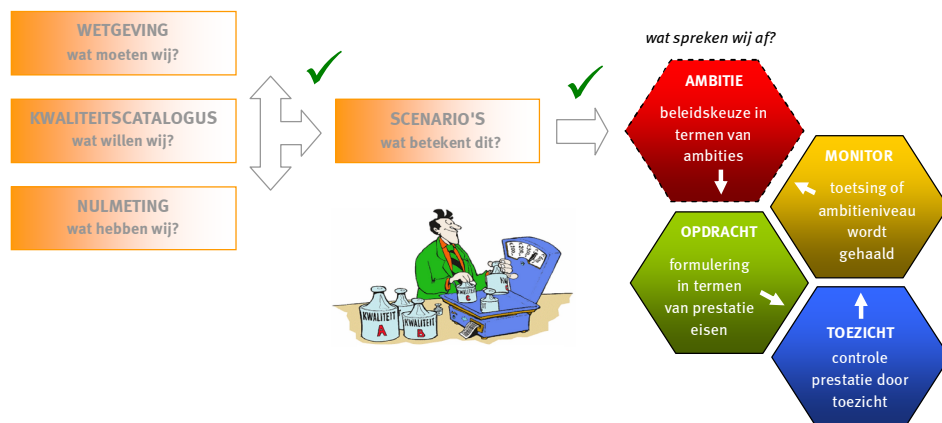 WETGEVING
wat moeten wij?
KWALITEITSCATALOGUS
wat willen wij?
NULMETING
wat hebben wij?
SCENARIO'S
wat betekent dit?
wat spreken wij af?
AMBITIE
beleidskeuze in
termen van
ambities
MONITOR
toetsing of
ambitieniveau
wordt
gehaald
OPDRACHT
formulering
in termen
van prestatie
eisen
TOEZICHT
controle
prestatie door
toezicht
KWALITEIT
A
KWALITEIT
B
C